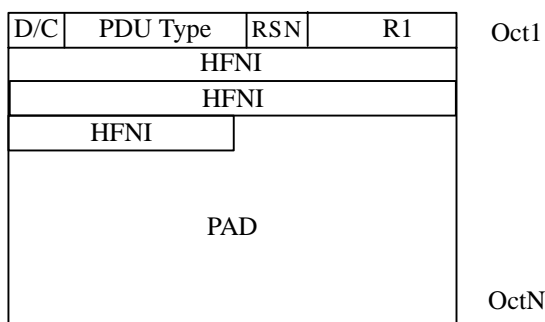 D/C PDU Type RSN R1 Oct1
HFNI
HFNI
HFNI
PAD
OctN